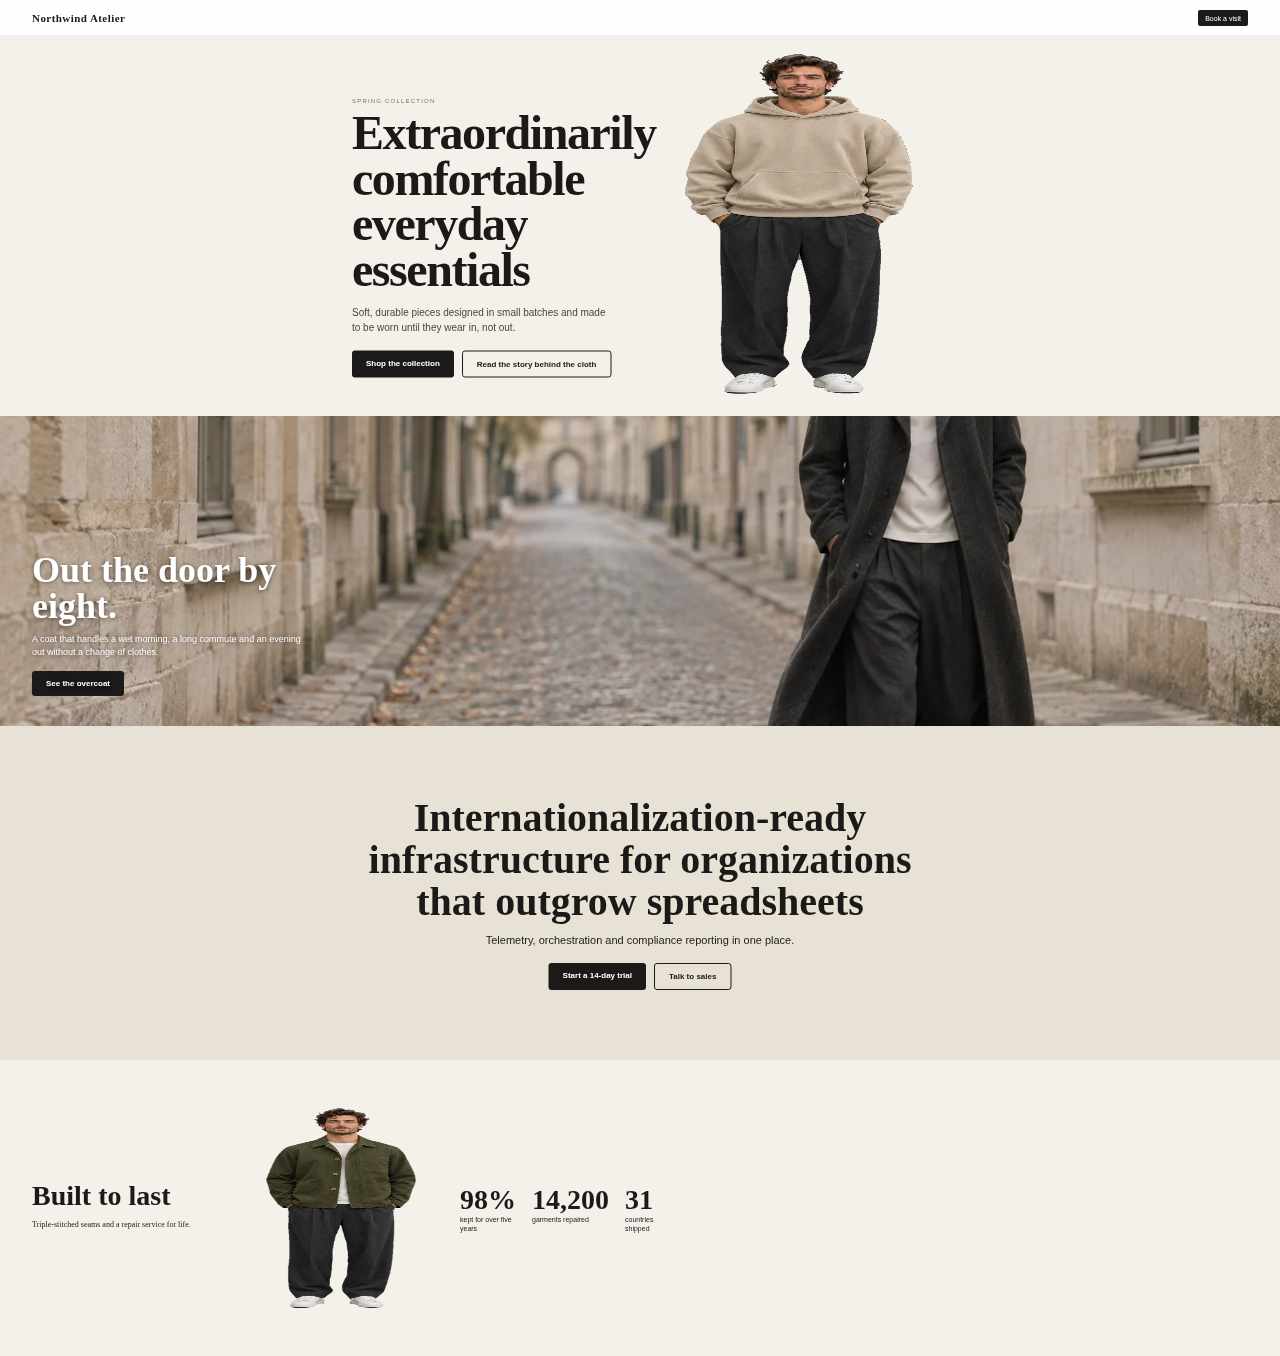 Northwind Atelier
Book a visit
SPRING COLLECTION
Extraordinarily
comfortable
everyday
essentials
Soft, durable pieces designed in small batches and made
to be worn until they wear in, not out.
Shop the collection
Read the story behind the cloth
Out the door by
eight.
A coat that handles a wet morning, a long commute and an evening
out without a change of clothes.
See the overcoat
Internationalization-ready
infrastructure for organizations
that outgrow spreadsheets
Telemetry, orchestration and compliance reporting in one place.
Start a 14-day trial
Talk to sales
Built to last
Triple-stitched seams and a repair service for life.
98%
kept for over five
years
14,200
garments repaired
31
countries
shipped